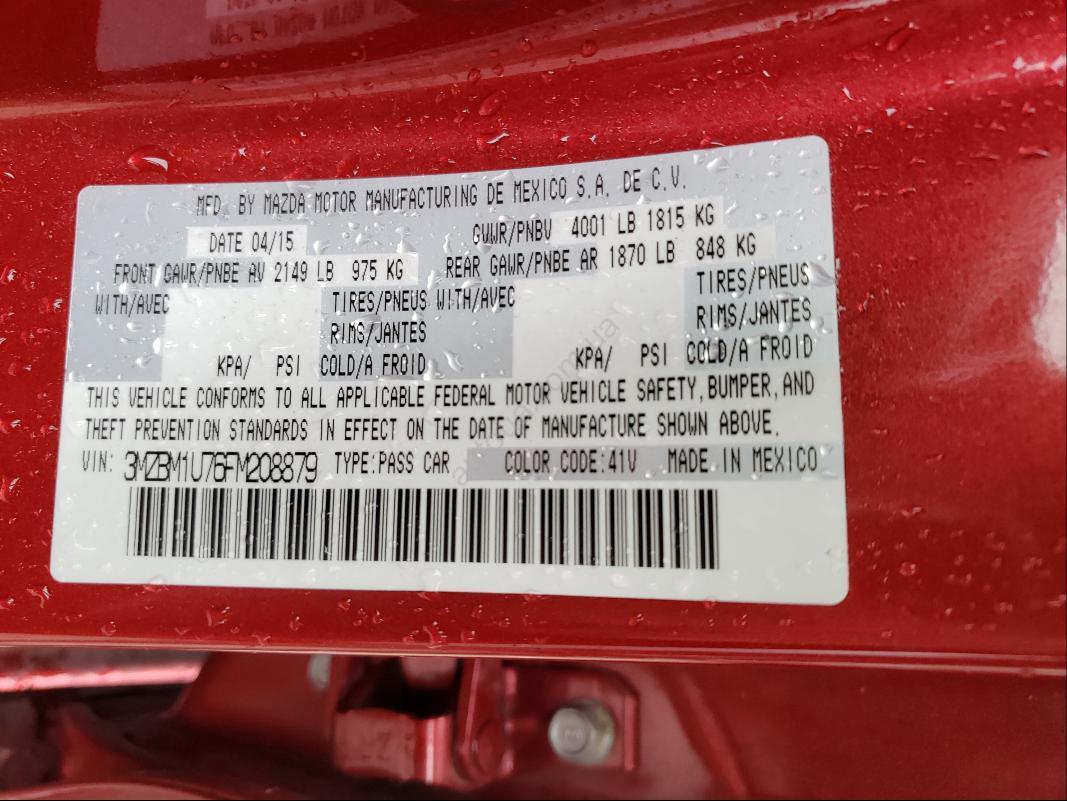 MFD. BY MAZDA MOTOR MANUFACTURING DE MEXICO S.A. DE C.V.
DATE 04/15 GVWR/PNBV 4001 LB 1815 KG
FRONT GAWR/PNBE AV 2149 LB 975 KG REAR GAWR/PNBE AR 1870 LB 848 KG
WITH/AVEC TIRES/PNEUS WITH/AVEC TIRES/PNEUS
RIMS/JANTES RIMS/JANTES
KPA/ PSI COLD/A FROID KPA/ PSI COLD/A FROID
THIS VEHICLE CONFORMS TO ALL APPLICABLE FEDERAL MOTOR VEHICLE SAFETY, BUMPER, AND
THEFT PREVENTION STANDARDS IN EFFECT ON THE DATE OF MANUFACTURE SHOWN ABOVE.
VIN: 3MZBM1U76FM208879 TYPE:PASS CAR COLOR CODE:41V MADE IN MEXICO